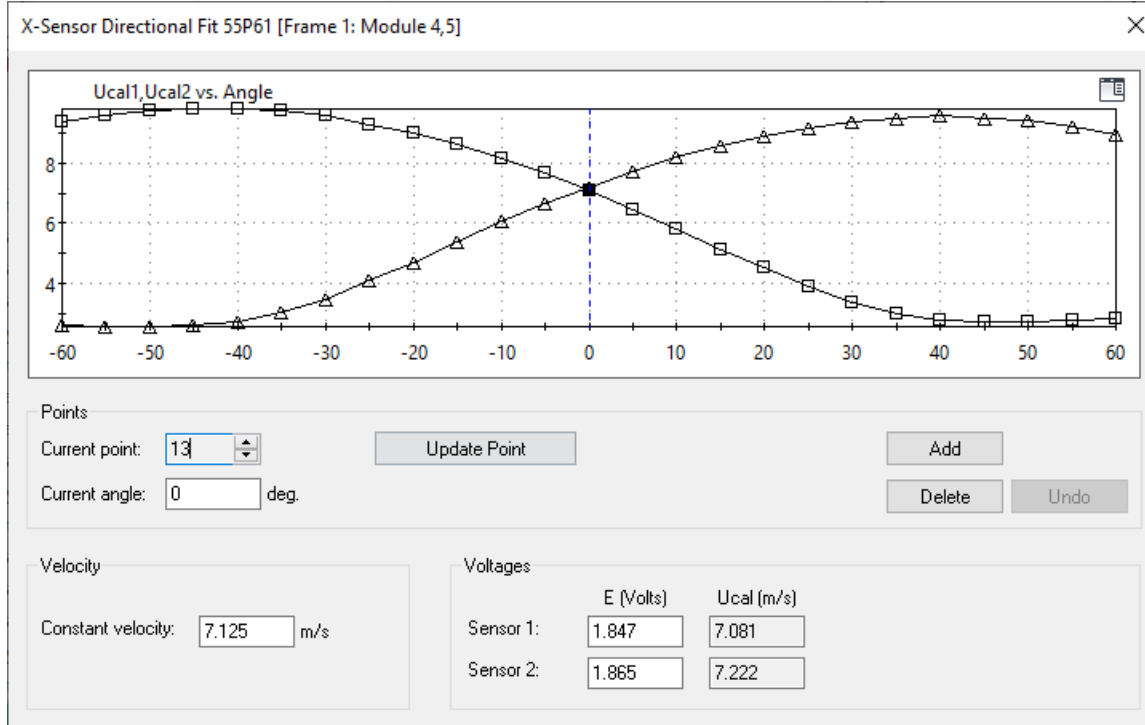 X-Sensor Directional Fit 55P61 [Frame 1: Module 4,5]
Ucal1,Ucal2 vs. Angle
8
6
4
-60 -50 -40 -30 -20 -10 0 10 20 30 40 50 60
Points
Current point: 13 Update Point Add
Current angle: 0 deg. Delete Undo
Velocity
Constant velocity: 7.125 m/s
Voltages
E (Volts) Ucal (m/s)
Sensor 1: 1.847 7.081
Sensor 2: 1.865 7.222